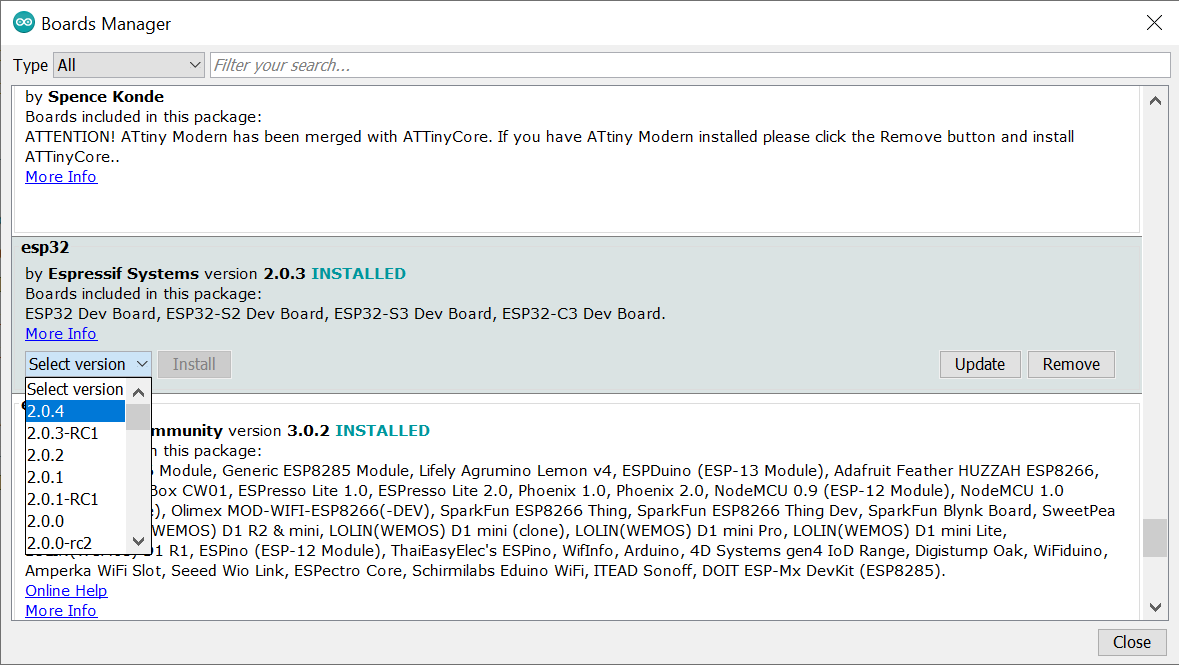 Boards Manager
Type All Filter your search...
by Spence Konde
Boards included in this package:
ATTENTION! ATtiny Modern has been merged with ATTinyCore. If you have ATtiny Modern installed please click the Remove button and install
ATTinyCore..
More Info
esp32
by Espressif Systems version 2.0.3 INSTALLED
Boards included in this package:
ESP32 Dev Board, ESP32-S2 Dev Board, ESP32-S3 Dev Board, ESP32-C3 Dev Board.
More Info
Select version Install Update Remove
Select version
2.0.4
2.0.3-RC1
2.0.2
2.0.1
2.0.1-RC1
2.0.0
2.0.0-rc2
version 3.0.2 INSTALLED
this package:
Module, Generic ESP8285 Module, Lifely Agrumino Lemon v4, ESPDuino (ESP-13 Module), Adafruit Feather HUZZAH ESP8266,
CW01, ESPresso Lite 1.0, ESPresso Lite 2.0, Phoenix 1.0, Phoenix 2.0, NodeMCU 0.9 (ESP-12 Module), NodeMCU 1.0
Olimex MOD-WIFI-ESP8266(-DEV), SparkFun ESP8266 Thing, SparkFun ESP8266 Thing Dev, SparkFun Blynk Board, SweetPea
WEMOS) D1 R2 & mini, LOLIN(WEMOS) D1 mini (clone), LOLIN(WEMOS) D1 mini Pro, LOLIN(WEMOS) D1 mini Lite,
R1, ESPino (ESP-12 Module), ThaiEasyElec's ESPino, WifInfo, Arduino, 4D Systems gen4 IoD Range, Digistump Oak, WiFiduino,
Amperka WiFi Slot, Seeed Wio Link, ESPectro Core, Schirmilabs Eduino WiFi, ITEAD Sonoff, DOIT ESP-Mx DevKit (ESP8285).
Online Help
More Info
Close